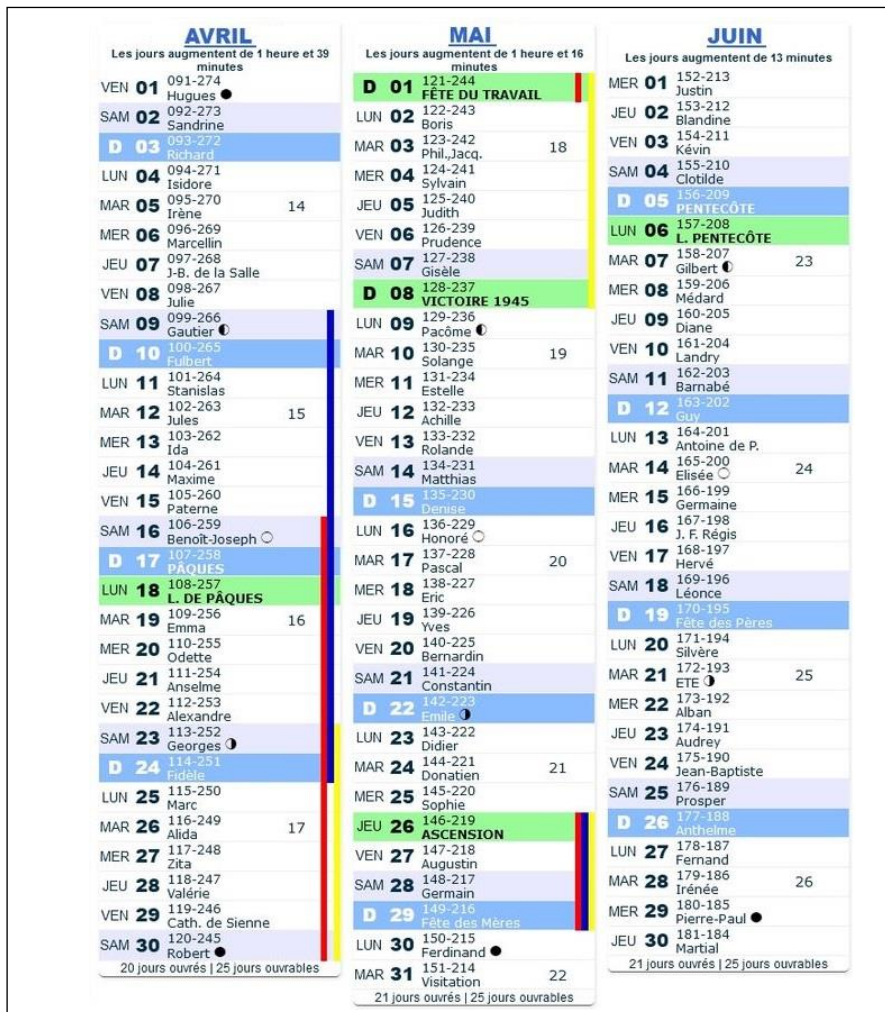 AVRIL
Les jours augmentent de 1 heure et 39
minutes
VEN 01 091-274
Hugues
SAM 02 092-273
Sandrine
D 03 093-272
Richard
LUN 04 094-271
Isidore
MAR 05 095-270
Irène 14
MER 06 096-269
Marcellin
JEU 07 097-268
J-B. de la Salle
VEN 08 098-267
Julie
SAM 09 099-266
Gautier
D 10 100-265
Fulbert
LUN 11 101-264
Stanislas
MAR 12 102-263
Jules 15
MER 13 103-262
Ida
JEU 14 104-261
Maxime
VEN 15 105-260
Paterne
SAM 16 106-259
Benoît-Joseph
D 17 107-258
PÂQUES
LUN 18 108-257
L. DE PÂQUES
MAR 19 109-256
Emma 16
MER 20 110-255
Odette
JEU 21 111-254
Anselme
VEN 22 112-253
Alexandre
SAM 23 113-252
Georges
D 24 114-251
Fidèle
LUN 25 115-250
Marc
MAR 26 116-249
Alida 17
MER 27 117-248
Zita
JEU 28 118-247
Valérie
VEN 29 119-246
Cath. de Sienne
SAM 30 120-245
Robert
20 jours ouvrés | 25 jours ouvrables
MAI
Les jours augmentent de 1 heure et 16
minutes
D 01 121-244
FÊTE DU TRAVAIL
LUN 02 122-243
Boris
MAR 03 123-242
Phil.,Jacq. 18
MER 04 124-241
Sylvain
JEU 05 125-240
Judith
VEN 06 126-239
Prudence
SAM 07 127-238
Gisèle
D 08 128-237
VICTOIRE 1945
LUN 09 129-236
Pacôme
MAR 10 130-235
Solange 19
MER 11 131-234
Estelle
JEU 12 132-233
Achille
VEN 13 133-232
Rolande
SAM 14 134-231
Matthias
D 15 135-230
Denise
LUN 16 136-229
Honoré
MAR 17 137-228
Pascal 20
MER 18 138-227
Eric
JEU 19 139-226
Yves
VEN 20 140-225
Bernardin
SAM 21 141-224
Constantin
D 22 142-223
Emile
LUN 23 143-222
Didier
MAR 24 144-221
Donatien 21
MER 25 145-220
Sophie
JEU 26 146-219
ASCENSION
VEN 27 147-218
Augustin
SAM 28 148-217
Germain
D 29 149-216
Fête des Mères
LUN 30 150-215
Ferdinand
MAR 31 151-214
Visitation 22
21 jours ouvrés | 25 jours ouvrables
JUIN
Les jours augmentent de 13 minutes
MER 01 152-213
Justin
JEU 02 153-212
Blandine
VEN 03 154-211
Kévin
SAM 04 155-210
Clotilde
D 05 156-209
PENTECÔTE
LUN 06 157-208
L. PENTECÔTE
MAR 07 158-207
Gilbert 23
MER 08 159-206
Médard
JEU 09 160-205
Diane
VEN 10 161-204
Landry
SAM 11 162-203
Barnabé
D 12 163-202
Guy
LUN 13 164-201
Antoine de P.
MAR 14 165-200
Elisée 24
MER 15 166-199
Germaine
JEU 16 167-198
J. F. Régis
VEN 17 168-197
Hervé
SAM 18 169-196
Léonce
D 19 170-195
Fête des Pères
LUN 20 171-194
Silvère
MAR 21 172-193
ETE 25
MER 22 173-192
Alban
JEU 23 174-191
Audrey
VEN 24 175-190
Jean-Baptiste
SAM 25 176-189
Prosper
D 26 177-188
Anthelme
LUN 27 178-187
Fernand
MAR 28 179-186
Irénée 26
MER 29 180-185
Pierre-Paul
JEU 30 181-184
Martial
21 jours ouvrés | 25 jours ouvrables